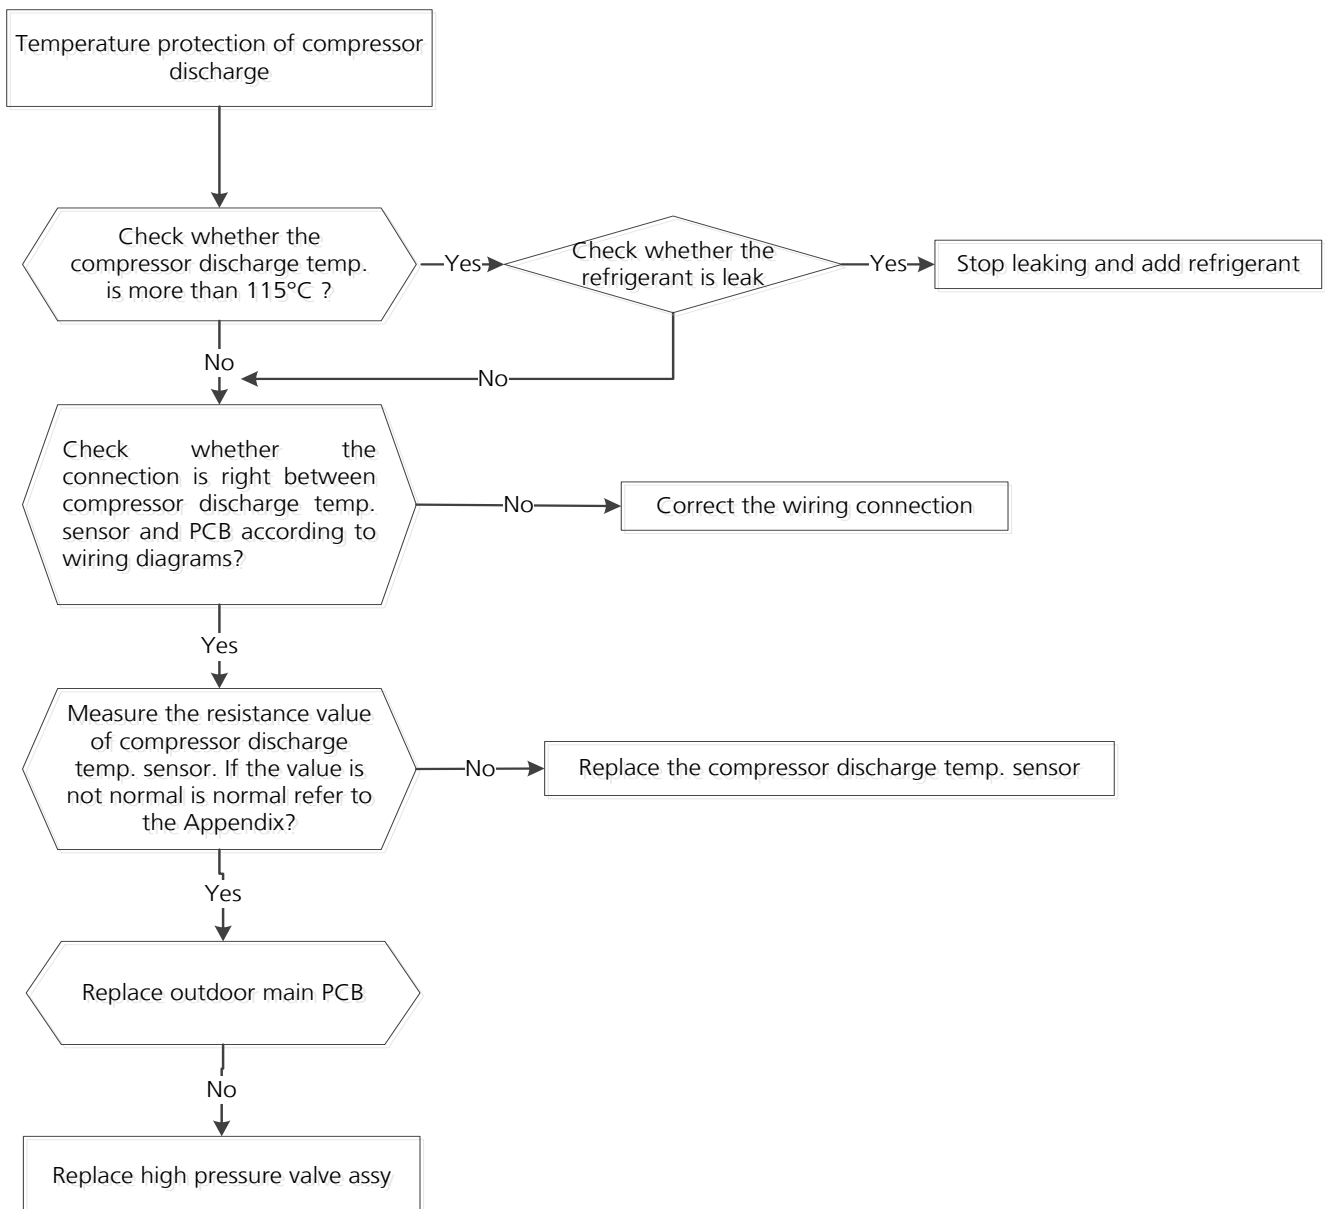 Temperature protection of compressor
discharge
Check whether the
compressor discharge temp.
is more than 115°C ?
Yes
Check whether the
refrigerant is leak
Yes
Stop leaking and add refrigerant
No
No
Check whether the
connection is right between
compressor discharge temp.
sensor and PCB according to
wiring diagrams?
No
Correct the wiring connection
Yes
Measure the resistance value
of compressor discharge
temp. sensor. If the value is
not normal is normal refer to
the Appendix?
No
Replace the compressor discharge temp. sensor
Yes
Replace outdoor main PCB
No
Replace high pressure valve assy